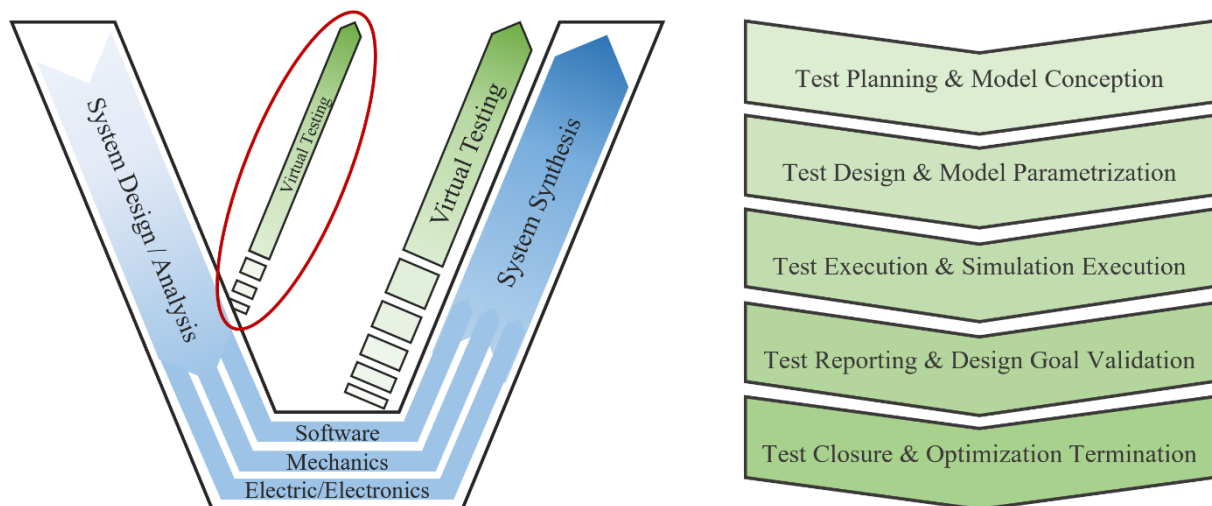 System Design / Analysis
Virtual Testing
Virtual Testing
System Synthesis
Software
Mechanics
Electric/Electronics
Test Planning & Model Conception
Test Design & Model Parametrization
Test Execution & Simulation Execution
Test Reporting & Design Goal Validation
Test Closure & Optimization Termination